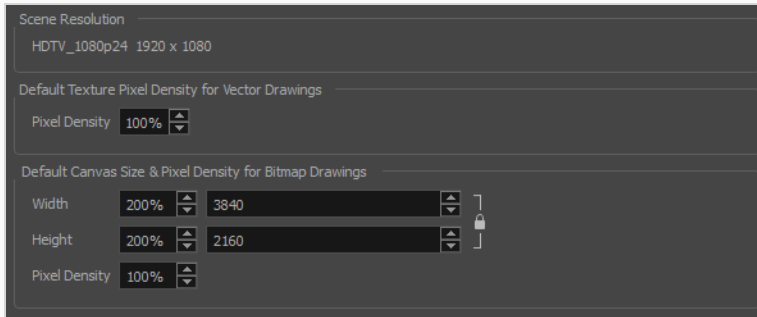 Scene Resolution
HDTV_1080p24 1920 x 1080
Default Texture Pixel Density for Vector Drawings
Pixel Density 100%
Default Canvas Size & Pixel Density for Bitmap Drawings
Width 200% 3840
Height 200% 2160
Pixel Density 100%